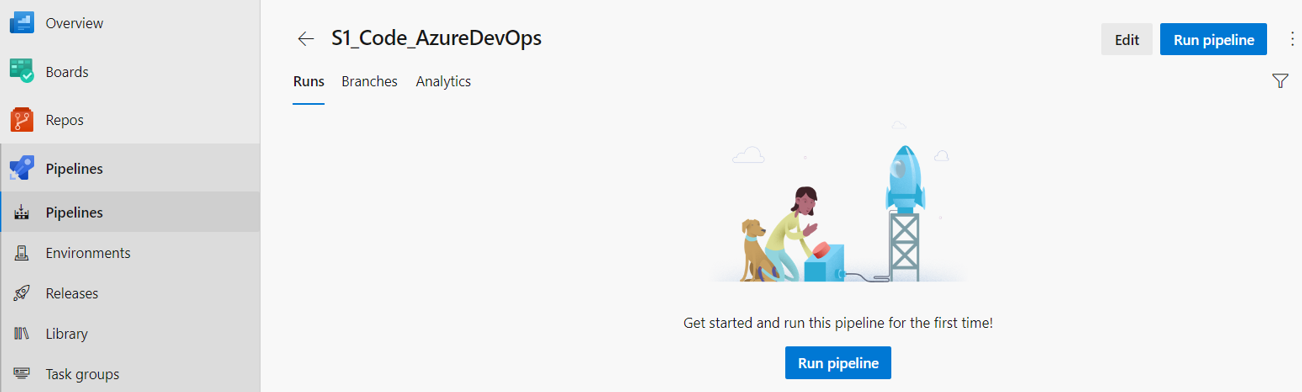 Overview
Boards
Repos
Pipelines
Pipelines
Environments
Releases
Library
Task groups
S1_Code_AzureDevOps
Edit
Run pipeline
Runs Branches Analytics
Get started and run this pipeline for the first time!
Run pipeline